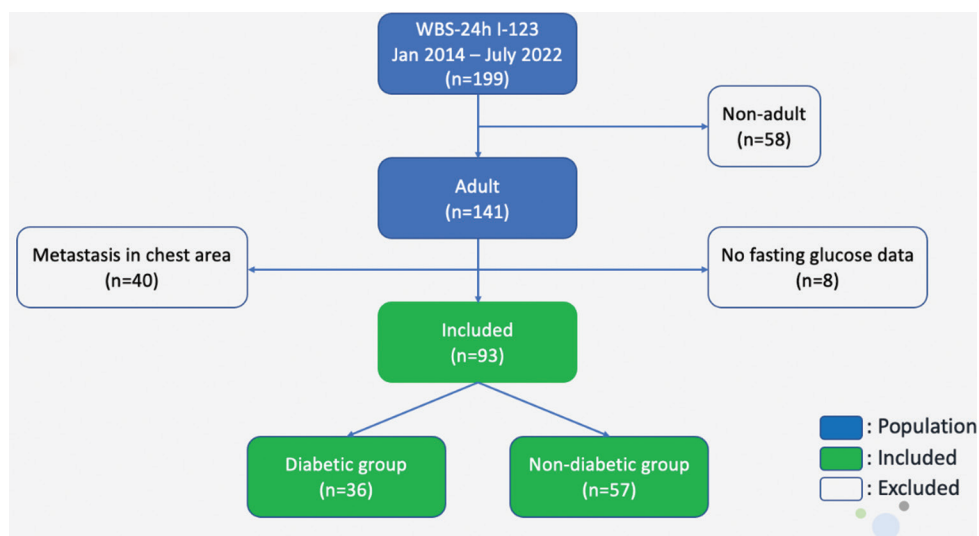 WBS-24h I-123
Jan 2014 – July 2022
(n=199)
Non-adult
(n=58)
Adult
(n=141)
Metastasis in chest area
(n=40)
No fasting glucose data
(n=8)
Included
(n=93)
Diabetic group
(n=36)
Non-diabetic group
(n=57)
: Population
: Included
: Excluded